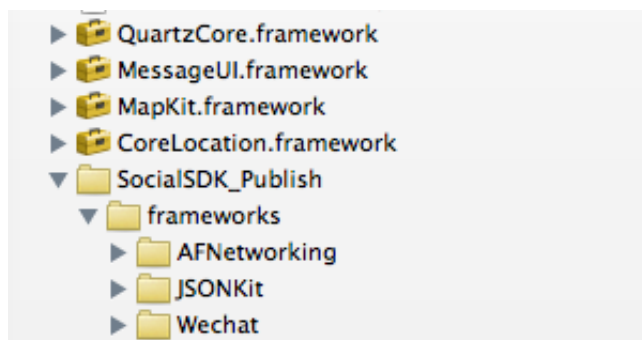 QuartzCore.framework
MessageUI.framework
MapKit.framework
CoreLocation.framework
SocialSDK_Publish
frameworks
AFNetworking
JSONKit
Wechat